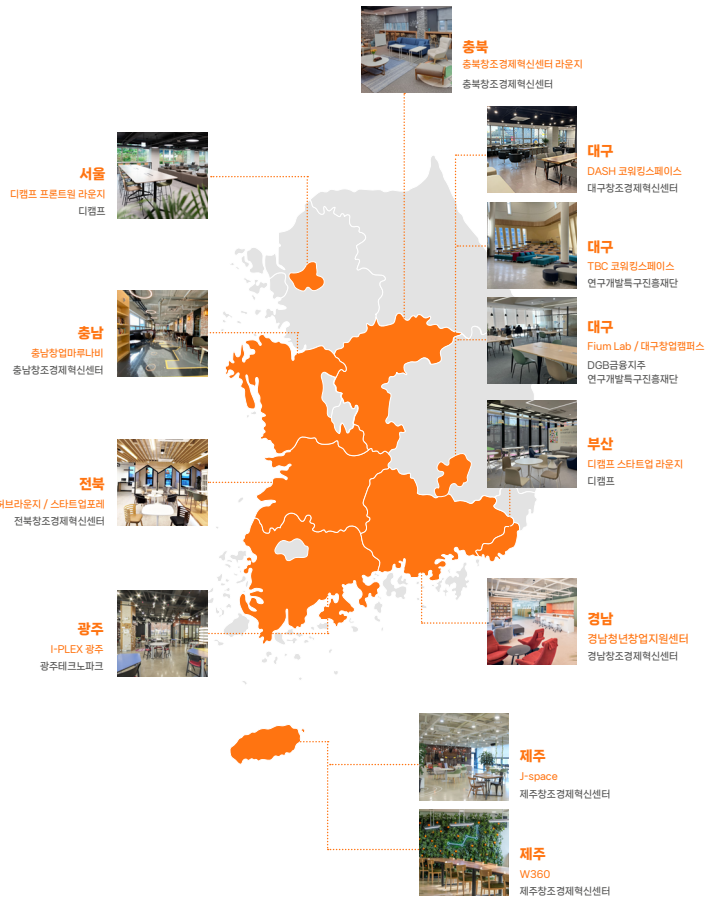 충북
충북창조경제혁신센터 라운지
충북창조경제혁신센터
서울
디캠프 프론트원 라운지
디캠프
대구
DASH 코워킹스페이스
대구창조경제혁신센터
대구
TBC 코워킹스페이스
연구개발특구진흥재단
충남
충남창업마루나비
충남창조경제혁신센터
대구
Fium Lab / 대구창업캠퍼스
DGB금융지주
연구개발특구진흥재단
부산
디캠프 스타트업 라운지
디캠프
전북
허브라운지 / 스타트업포레
전북창조경제혁신센터
경남
경남청년창업지원센터
경남창조경제혁신센터
광주
I-PLEX 광주
광주테크노파크
제주
J-space
제주창조경제혁신센터
제주
W360
제주창조경제혁신센터